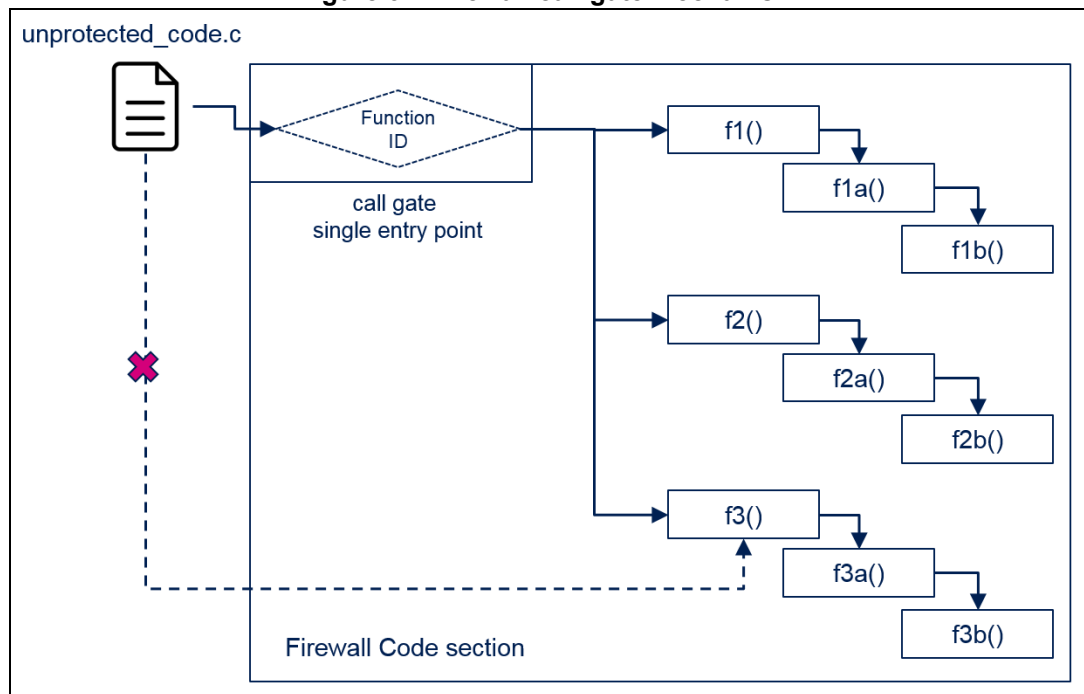 unprotected_code.c
Function
ID
call gate
single entry point
f1()
f1a()
f1b()
f2()
f2a()
f2b()
f3()
f3a()
f3b()
Firewall Code section